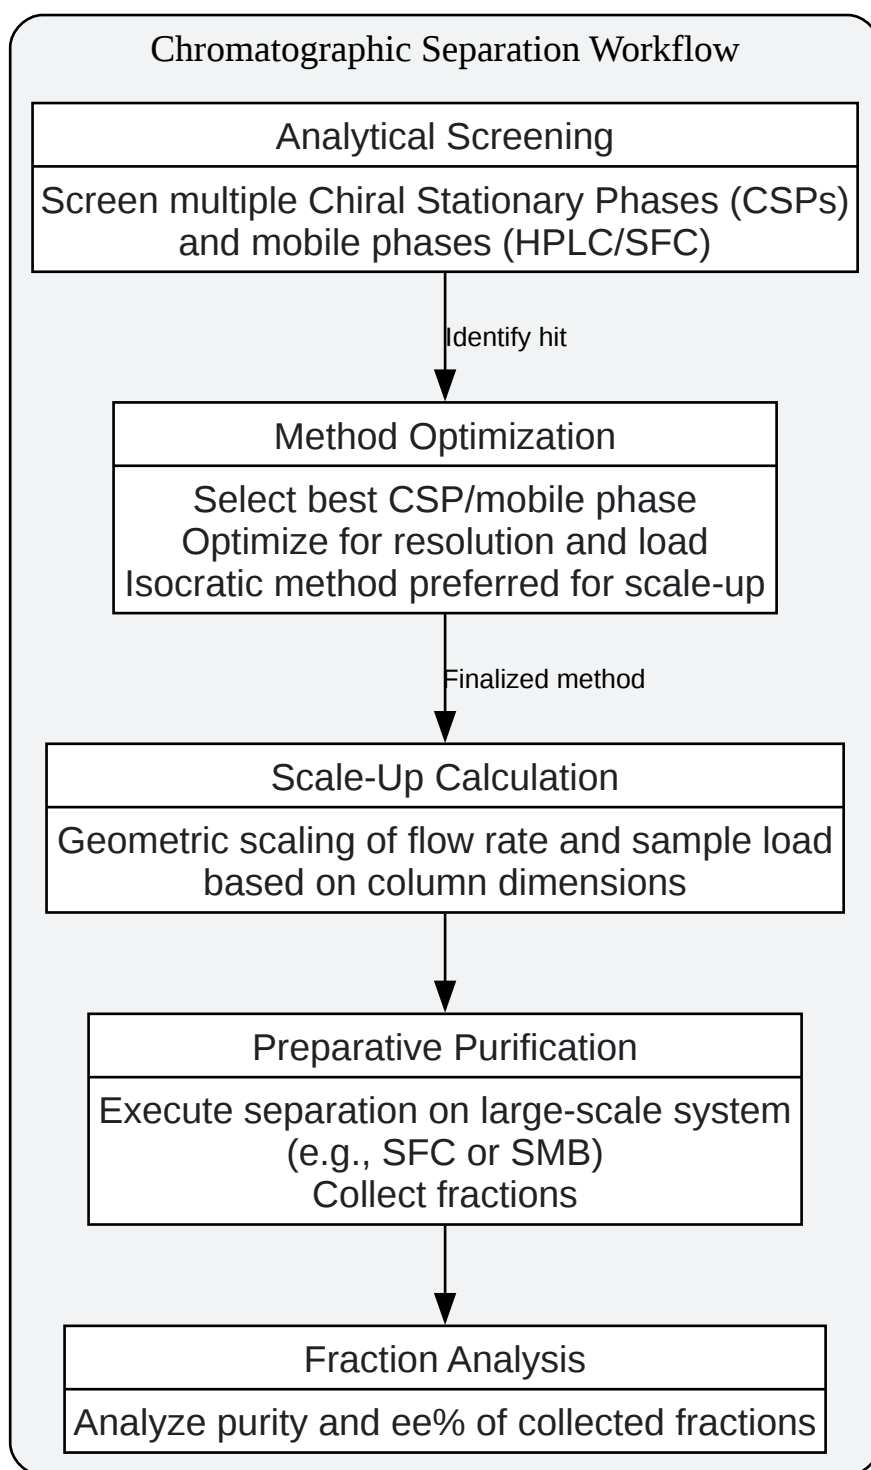 Chromatographic Separation Workflow
Analytical Screening
Screen multiple Chiral Stationary Phases (CSPs)
and mobile phases (HPLC/SFC)
Identify hit
Method Optimization
Select best CSP/mobile phase
Optimize for resolution and load
Isocratic method preferred for scale-up
Finalized method
Scale-Up Calculation
Geometric scaling of flow rate and sample load
based on column dimensions
Preparative Purification
Execute separation on large-scale system
(e.g., SFC or SMB)
Collect fractions
Fraction Analysis
Analyze purity and ee% of collected fractions